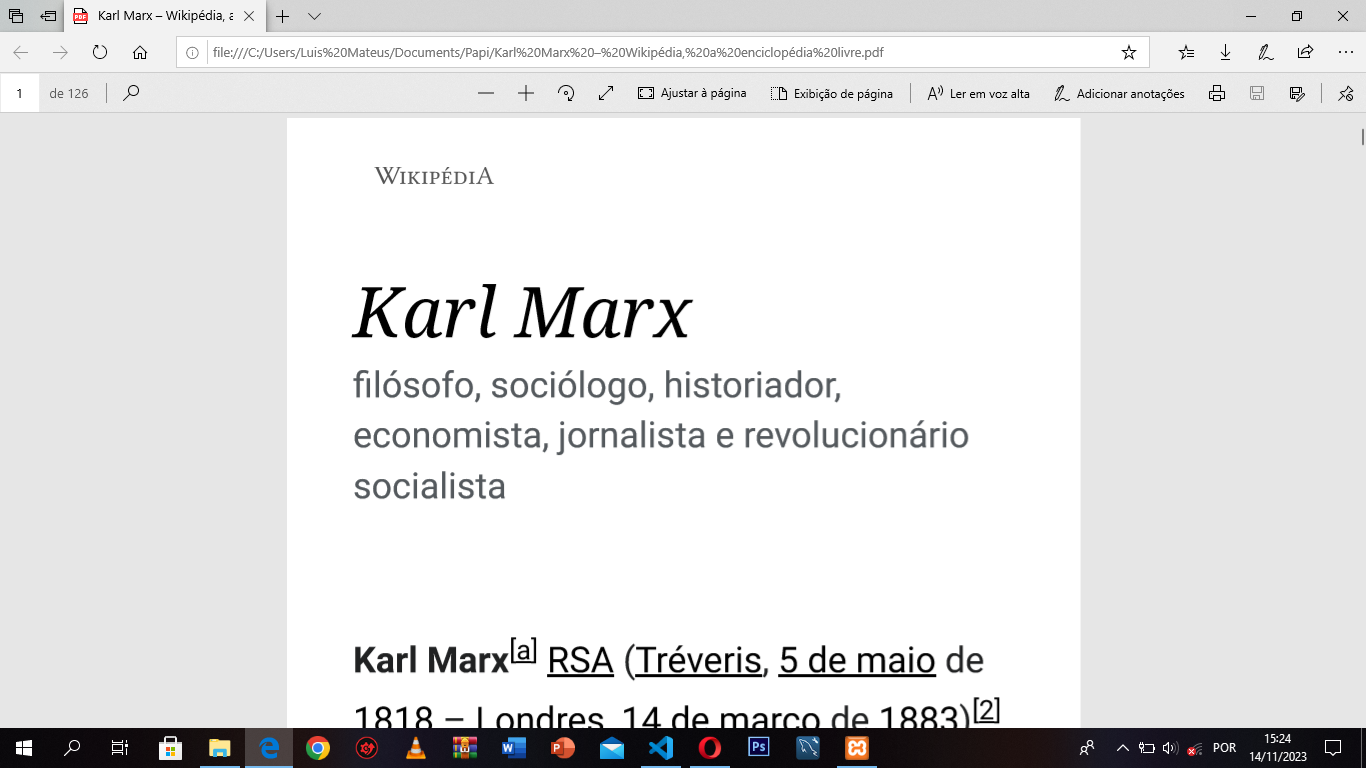 Karl Marx – Wikipédia, a
file:///C:/Users/Luis%20Mateus/Documents/Papi/Karl%20Marx%20–%20Wikipédia,%20a%20enciclopédia%20livre.pdf
1 de 126 Ajustar à página Exibição de página Ler em voz alta Adicionar anotações
WIKIPÉDIA
Karl Marx
filósofo, sociólogo, historiador,
economista, jornalista e revolucionário
socialista
Karl Marx[a] RSA (Tréveris, 5 de maio de
1818 – Londres, 14 de março de 1883)[2]
POR 15:24
14/11/2023